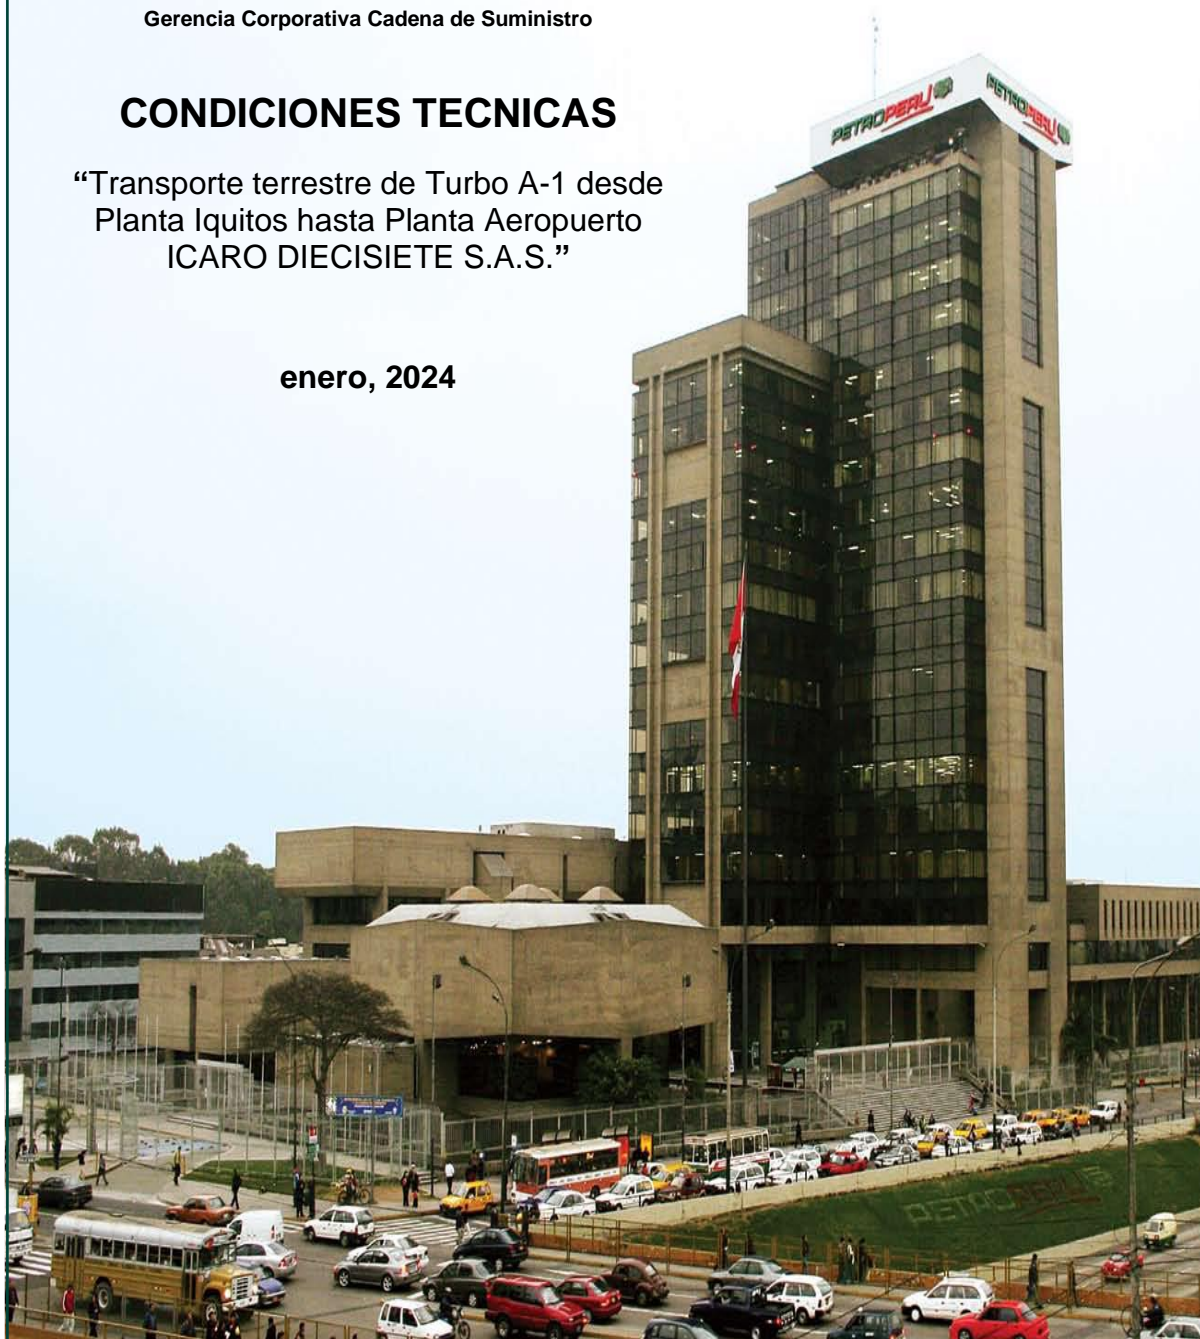 Gerencia Corporativa Cadena de Suministro
CONDICIONES TECNICAS
“Transporte terrestre de Turbo A-1 desde
Planta Iquitos hasta Planta Aeropuerto
ICARO DIECISIETE S.A.S.”
enero, 2024
PETROPERU
PETROPERU
PETROPERU